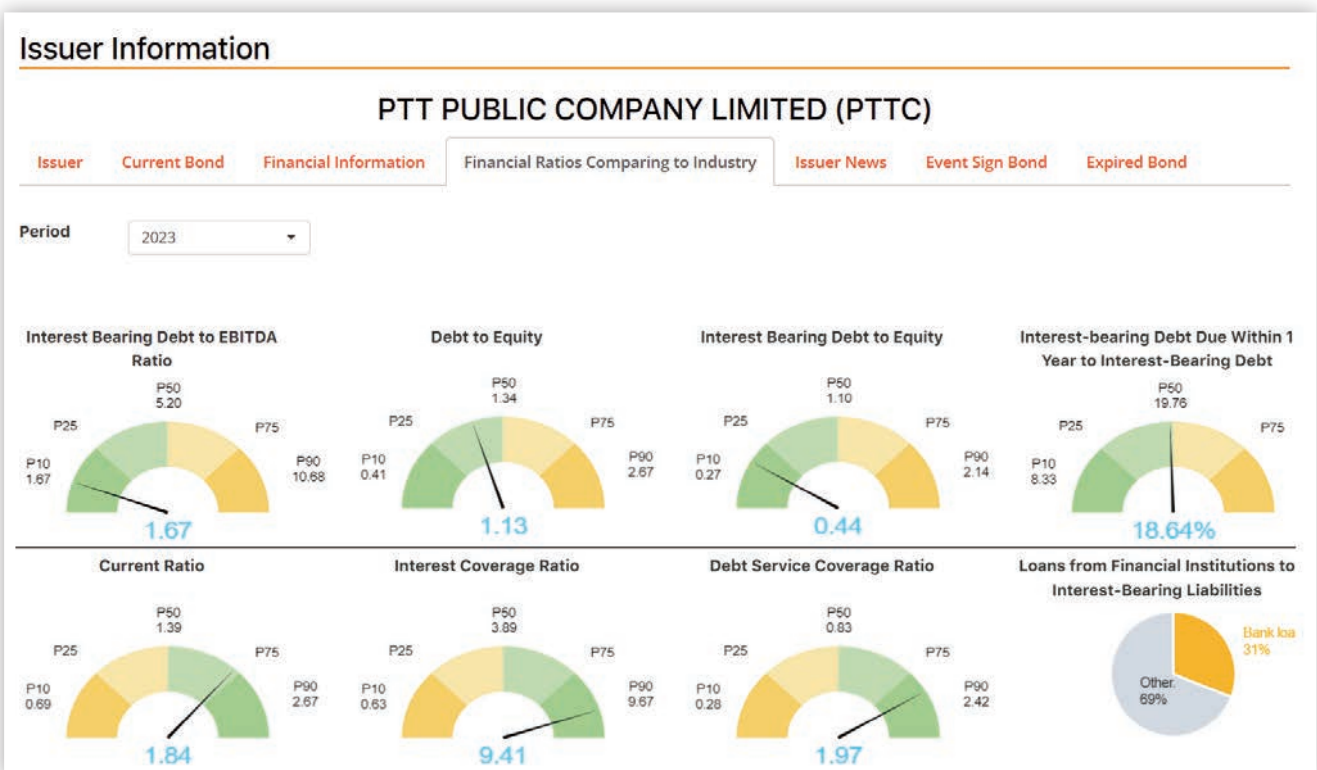 Issuer Information
PTT PUBLIC COMPANY LIMITED (PTTC)
Issuer
Current Bond
Financial Information
Financial Ratios Comparing to Industry
Issuer News
Event Sign Bond
Expired Bond
Period
2023
Interest Bearing Debt to EBITDA
Ratio
P50
5.20
P25
P75
P10
1.67
P90
10.68
1.67
Debt to Equity
P50
1.34
P25
P75
P10
0.41
P90
2.67
1.13
Interest Bearing Debt to Equity
P50
1.10
P25
P75
P10
0.27
P90
2.14
0.44
Interest-bearing Debt Due Within 1
Year to Interest-Bearing Debt
P50
19.76
P25
P75
P10
8.33
18.64%
Current Ratio
P50
1.39
P25
P75
P10
0.69
P90
2.67
1.84
Interest Coverage Ratio
P50
3.89
P25
P75
P10
0.63
P90
9.67
9.41
Debt Service Coverage Ratio
P50
0.83
P25
P75
P10
0.28
P90
2.42
1.97
Loans from Financial Institutions to
Interest-Bearing Liabilities
Bank loa
31%
Other
69%